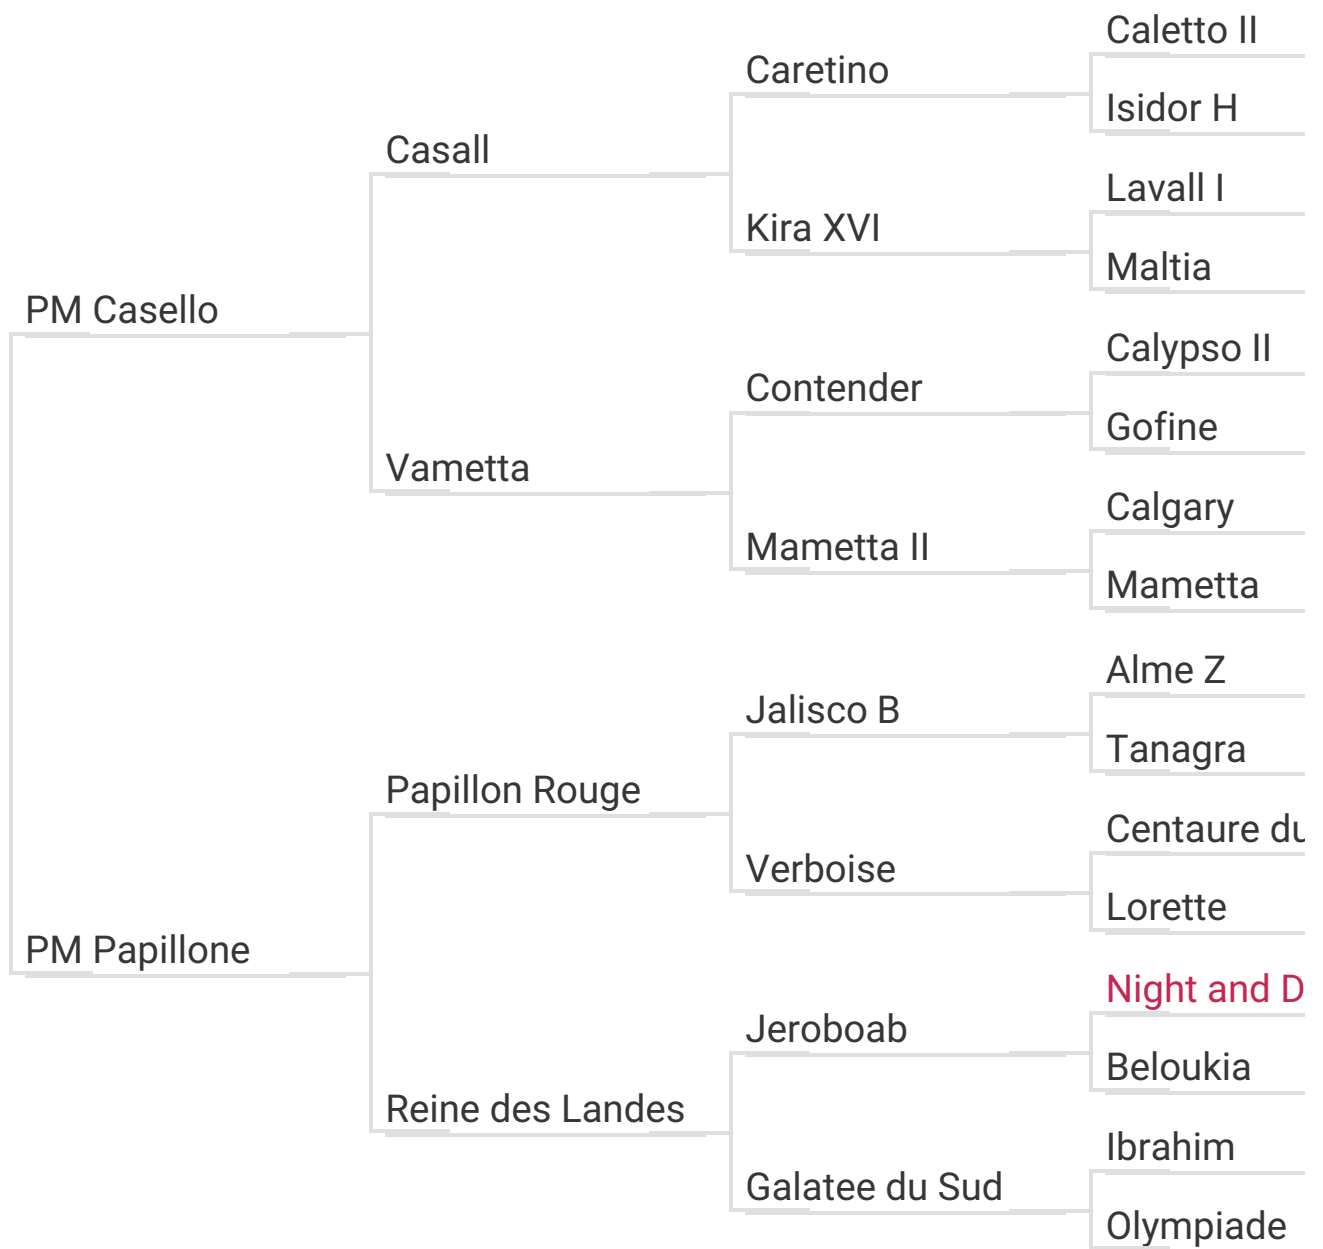 Caletto II
Caretino
Isidor H
Casall
Lavall I
Kira XVI
Maltia
PM Casello
Calypso II
Contender
Gofine
Vametta
Calgary
Mametta II
Mametta
Alme Z
Jalisco B
Tanagra
Papillon Rouge
Centaure du
Verboise
Lorette
PM Papillone
Night and D
Jeroboab
Beloukia
Reine des Landes
Ibrahim
Galatee du Sud
Olympiade